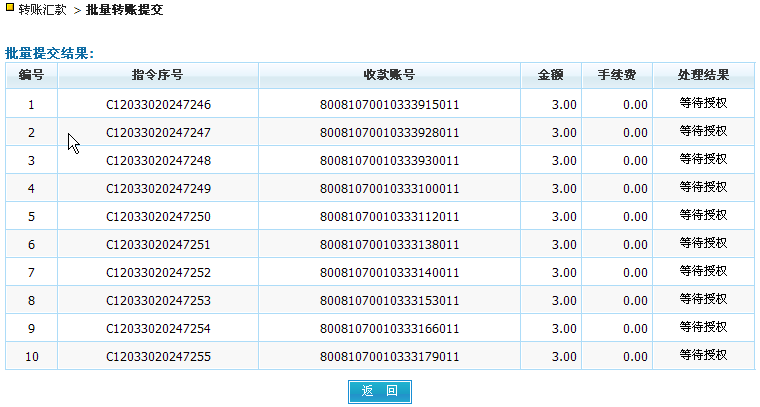 转账汇款 > 批量转账提交
批量提交结果:
编号 指令序号 收款账号 金额 手续费 处理结果
1 C12033020247246 80081070010333915011 3.00 0.00 等待授权
2 C12033020247247 80081070010333928011 3.00 0.00 等待授权
3 C12033020247248 80081070010333930011 3.00 0.00 等待授权
4 C12033020247249 80081070010333100011 3.00 0.00 等待授权
5 C12033020247250 80081070010333112011 3.00 0.00 等待授权
6 C12033020247251 80081070010333138011 3.00 0.00 等待授权
7 C12033020247252 80081070010333140011 3.00 0.00 等待授权
8 C12033020247253 80081070010333153011 3.00 0.00 等待授权
9 C12033020247254 80081070010333166011 3.00 0.00 等待授权
10 C12033020247255 80081070010333179011 3.00 0.00 等待授权
返 回